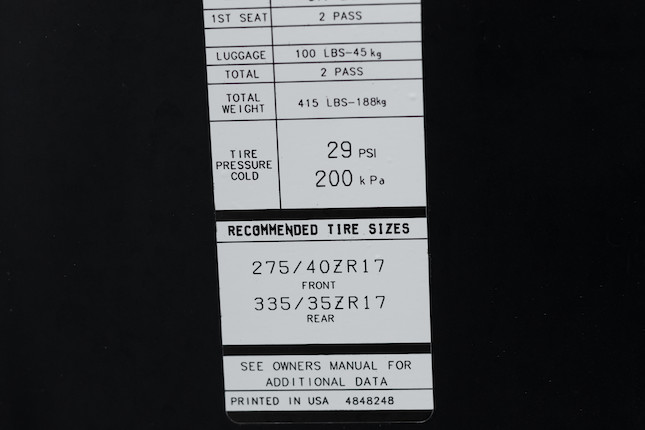 1ST SEAT 2 PASS
LUGGAGE 100 LBS-45kg
TOTAL 2 PASS
TOTAL WEIGHT 415 LBS-188kg
TIRE PRESSURE COLD
29 PSI
200 kPa
RECOMMENDED TIRE SIZES
275/40ZR17
FRONT
335/35ZR17
REAR
SEE OWNERS MANUAL FOR
ADDITIONAL DATA
PRINTED IN USA 4848248